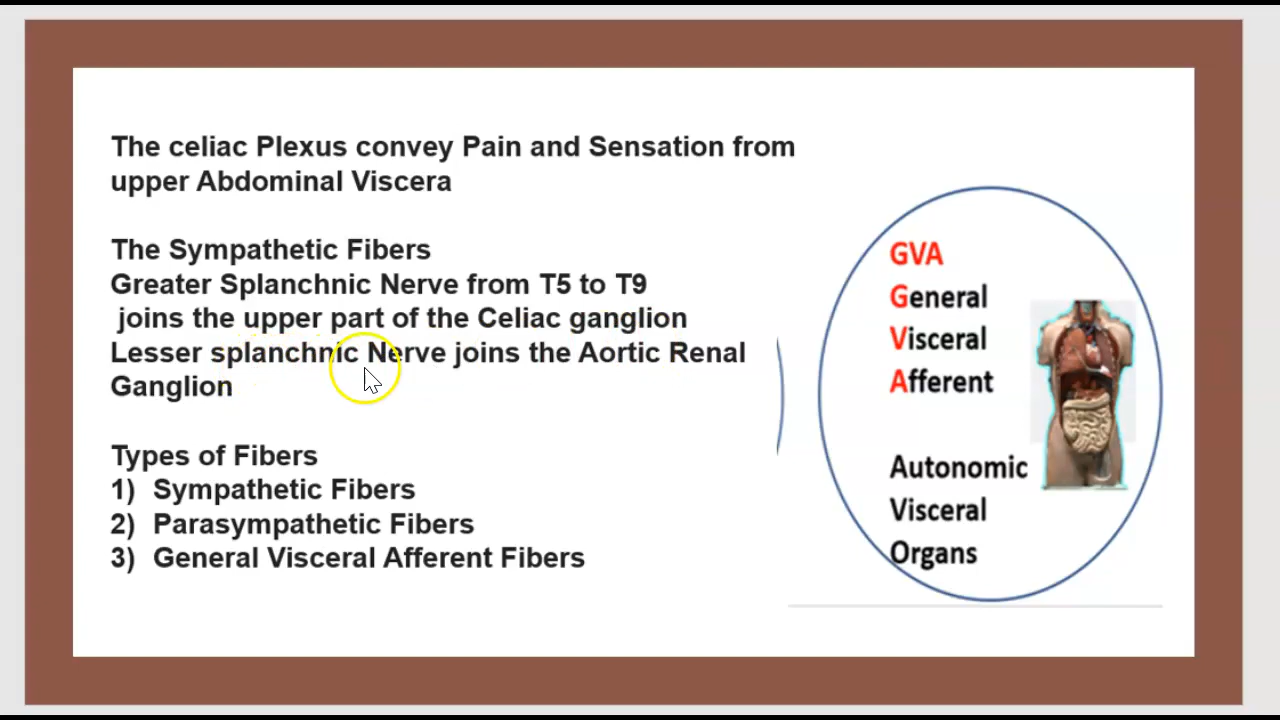 The celiac Plexus convey Pain and Sensation from
upper Abdominal Viscera
The Sympathetic Fibers
Greater Splanchnic Nerve from T5 to T9
joins the upper part of the Celiac ganglion
Lesser splanchnic Nerve joins the Aortic Renal
Ganglion
Types of Fibers
1) Sympathetic Fibers
2) Parasympathetic Fibers
3) General Visceral Afferent Fibers
GVA
General
Visceral
Afferent
Autonomic
Visceral
Organs